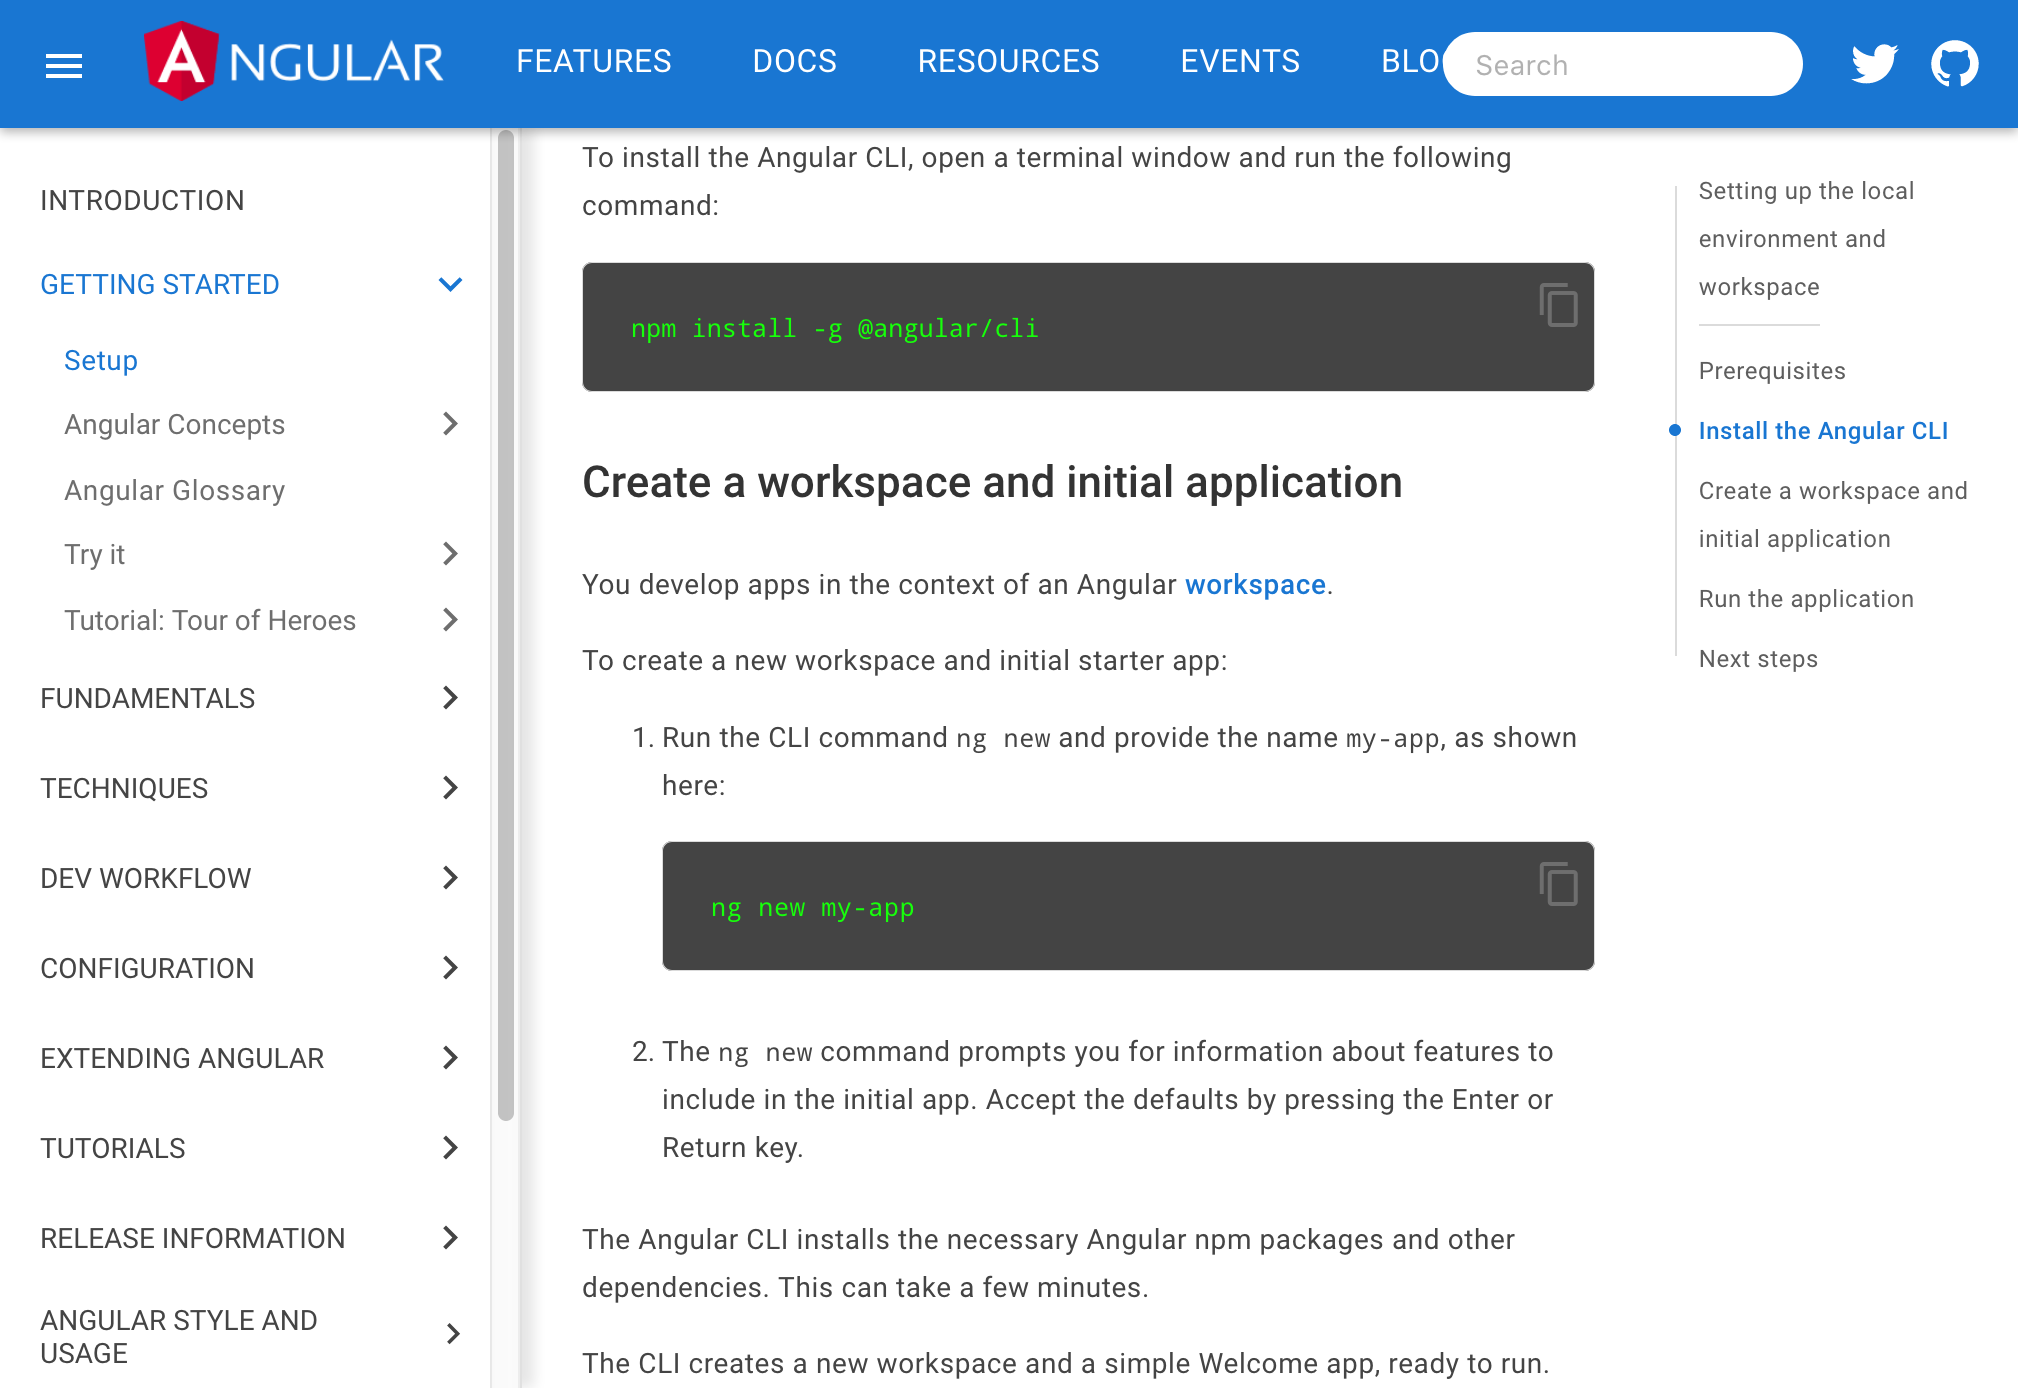 ANGULAR
FEATURES
DOCS
RESOURCES
EVENTS
BLO
Search
INTRODUCTION
GETTING STARTED
Setup
Angular Concepts
Angular Glossary
Try it
Tutorial: Tour of Heroes
FUNDAMENTALS
TECHNIQUES
DEV WORKFLOW
CONFIGURATION
EXTENDING ANGULAR
TUTORIALS
RELEASE INFORMATION
ANGULAR STYLE AND
USAGE
To install the Angular CLI, open a terminal window and run the following
command:
npm install -g @angular/cli
Create a workspace and initial application
You develop apps in the context of an Angular workspace.
To create a new workspace and initial starter app:
1. Run the CLI command ng new and provide the name my-app, as shown
here:
ng new my-app
2. The ng new command prompts you for information about features to
include in the initial app. Accept the defaults by pressing the Enter or
Return key.
The Angular CLI installs the necessary Angular npm packages and other
dependencies. This can take a few minutes.
The CLI creates a new workspace and a simple Welcome app, ready to run.
Setting up the local
environment and
workspace
Prerequisites
Install the Angular CLI
Create a workspace and
initial application
Run the application
Next steps